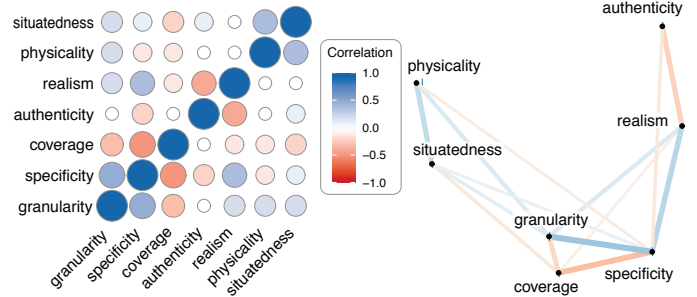 situatedness
physicality
realism
authenticity
coverage
specificity
granularity
granularity
specificity
coverage
authenticity
realism
physicality
situatedness
Correlation
1.0
0.5
0.0
−0.5
−1.0
authenticity
physicality
realism
situatedness
granularity
coverage
specificity